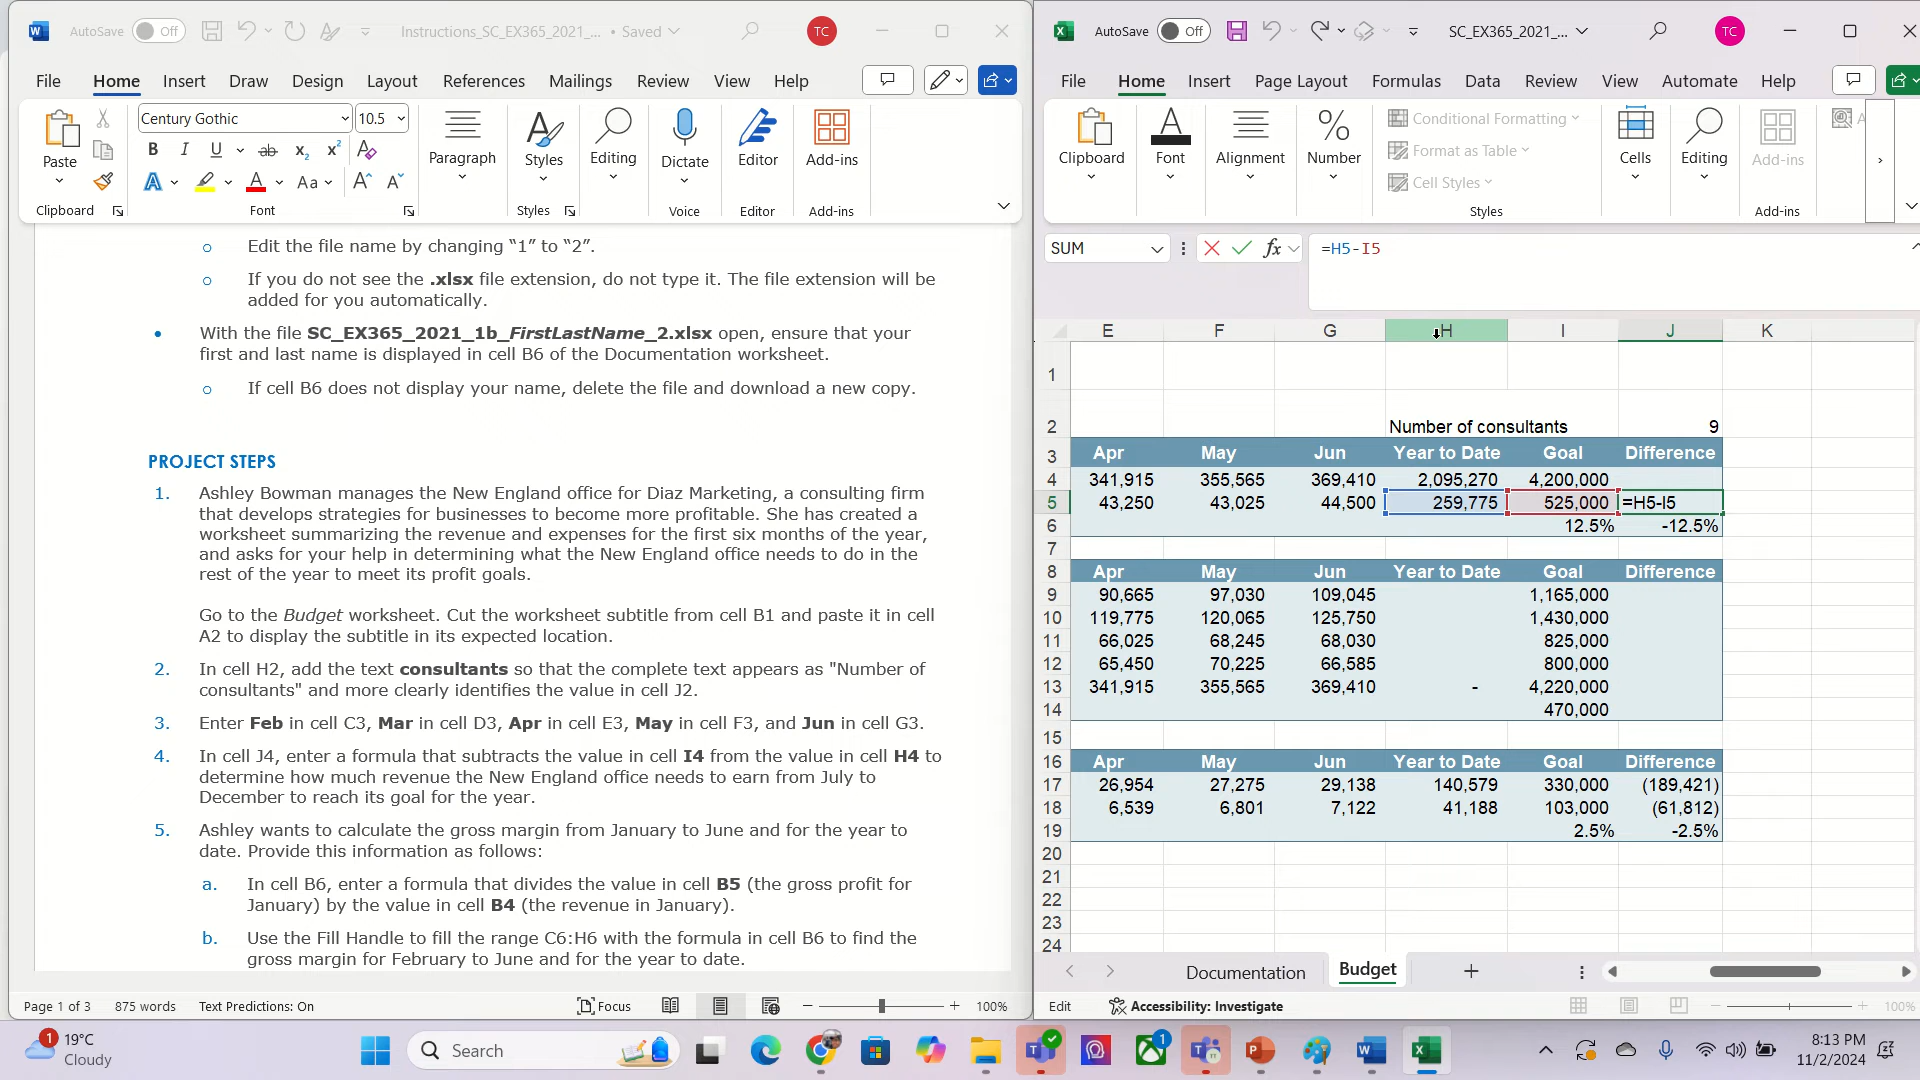 AutoSave Off Instructions_SC_EX365_2021_... • Saved TC
File Home Insert Draw Design Layout References Mailings Review View Help
Century Gothic 10.5
Paste Paragraph Styles Editing Dictate Editor Add-ins
Clipboard Font Styles Voice Editor Add-ins
o Edit the file name by changing “1” to “2”.
o If you do not see the .xlsx file extension, do not type it. The file extension will be
added for you automatically.
• With the file SC_EX365_2021_1b_FirstLastName_2.xlsx open, ensure that your
first and last name is displayed in cell B6 of the Documentation worksheet.
o If cell B6 does not display your name, delete the file and download a new copy.
PROJECT STEPS
1. Ashley Bowman manages the New England office for Diaz Marketing, a consulting firm
that develops strategies for businesses to become more profitable. She has created a
worksheet summarizing the revenue and expenses for the first six months of the year,
and asks for your help in determining what the New England office needs to do in the
rest of the year to meet its profit goals.
Go to the Budget worksheet. Cut the worksheet subtitle from cell B1 and paste it in cell
A2 to display the subtitle in its expected location.
2. In cell H2, add the text consultants so that the complete text appears as "Number of
consultants" and more clearly identifies the value in cell J2.
3. Enter Feb in cell C3, Mar in cell D3, Apr in cell E3, May in cell F3, and Jun in cell G3.
4. In cell J4, enter a formula that subtracts the value in cell I4 from the value in cell H4 to
determine how much revenue the New England office needs to earn from July to
December to reach its goal for the year.
5. Ashley wants to calculate the gross margin from January to June and for the year to
date. Provide this information as follows:
a. In cell B6, enter a formula that divides the value in cell B5 (the gross profit for
January) by the value in cell B4 (the revenue in January).
b. Use the Fill Handle to fill the range C6:H6 with the formula in cell B6 to find the
gross margin for February to June and for the year to date.
Page 1 of 3 875 words Text Predictions: On Focus 100%
AutoSave Off SC_EX365_2021_... TC
File Home Insert Page Layout Formulas Data Review View Automate Help
Clipboard Font Alignment Number Conditional Formatting Format as Table Cell Styles Cells Editing Add-ins
Styles Add-ins
SUM fx =H5-I5
E F G H I J K
1
2 Number of consultants 9
3 Apr May Jun Year to Date Goal Difference
4 341,915 355,565 369,410 2,095,270 4,200,000
5 43,250 43,025 44,500 259,775 525,000 =H5-I5
6 12.5% -12.5%
7
8 Apr May Jun Year to Date Goal Difference
9 90,665 97,030 109,045 1,165,000
10 119,775 120,065 125,750 1,430,000
11 66,025 68,245 68,030 825,000
12 65,450 70,225 66,585 800,000
13 341,915 355,565 369,410 - 4,220,000
14 470,000
15
16 Apr May Jun Year to Date Goal Difference
17 26,954 27,275 29,138 140,579 330,000 (189,421)
18 6,539 6,801 7,122 41,188 103,000 (61,812)
19 2.5% -2.5%
20
21
22
23
24
Documentation Budget
Edit Accessibility: Investigate 100%
1 19°C
Cloudy
Search
1
8:13 PM
11/2/2024